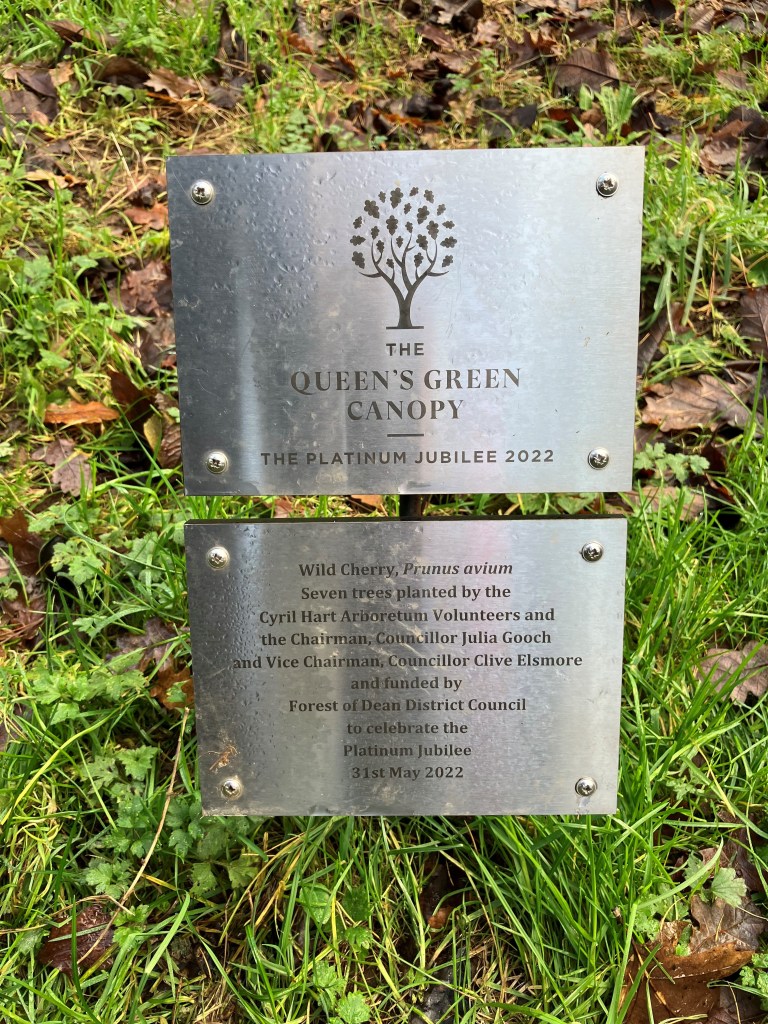 THE
QUEEN'S GREEN
CANOPY
THE PLATINUM JUBILEE 2022
Wild Cherry, Prunus avium
Seven trees planted by the
Cyril Hart Arboretum Volunteers and
the Chairman, Councillor Julia Gooch
and Vice Chairman, Councillor Clive Elsmore
and funded by
Forest of Dean District Council
to celebrate the
Platinum Jubilee
31st May 2022